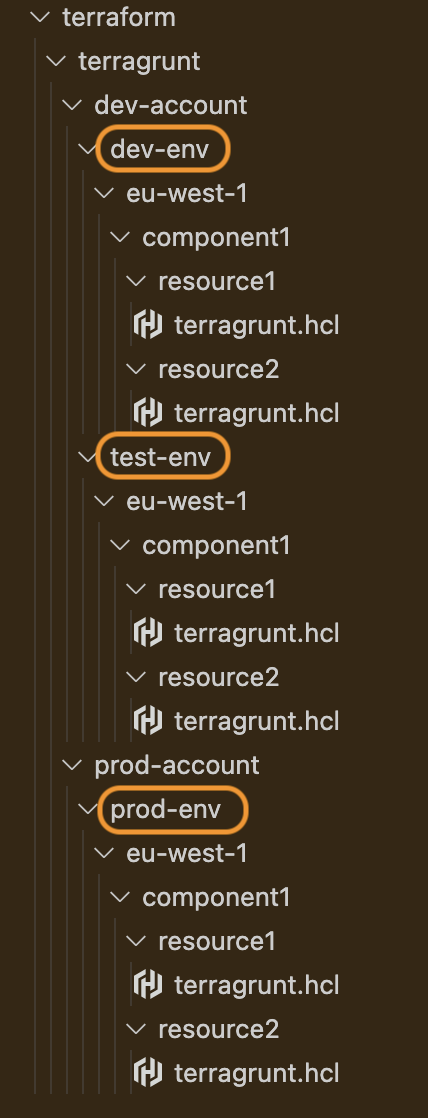 terraform
terragrunt
dev-account
dev-env
eu-west-1
component1
resource1
terragrunt.hcl
resource2
terragrunt.hcl
test-env
eu-west-1
component1
resource1
terragrunt.hcl
resource2
terragrunt.hcl
prod-account
prod-env
eu-west-1
component1
resource1
terragrunt.hcl
resource2
terragrunt.hcl